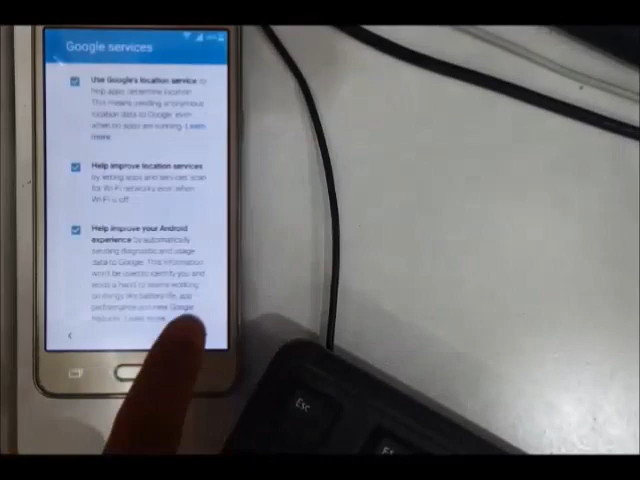 Google services
Use Google's location service to
help apps determine location.
This means sending anonymous
location data to Google, even
when no apps are running. Learn
more.
Help improve location services
by letting apps and services scan
for Wi-Fi networks even when
Wi-Fi is off.
Help improve your Android
experience by automatically
sending diagnostic and usage
data to Google. This information
won't be used to identify you and
helps on things like battery life, app
performance and new Google
features. Learn more.
Esc